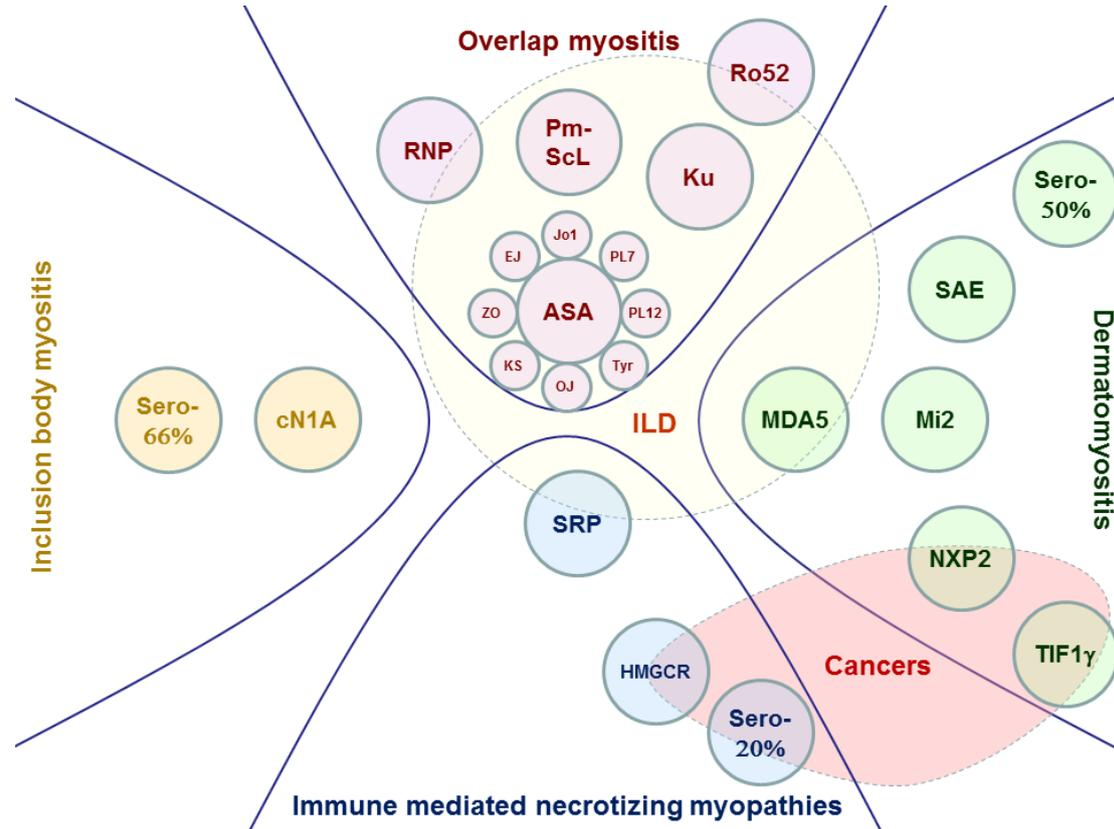 Overlap myositis
Ro52
RNP
Pm-
ScL
Ku
Sero-
50%
Jo1
EJ
PL7
SAE
ZO
ASA
PL12
KS
Tyr
OJ
Inclusion body myositis
Sero-
66%
cN1A
ILD
MDA5
Mi2
Dermatomyositis
SRP
NXP2
HMGCR
Cancers
TIF1γ
Sero-
20%
Immune mediated necrotizing myopathies